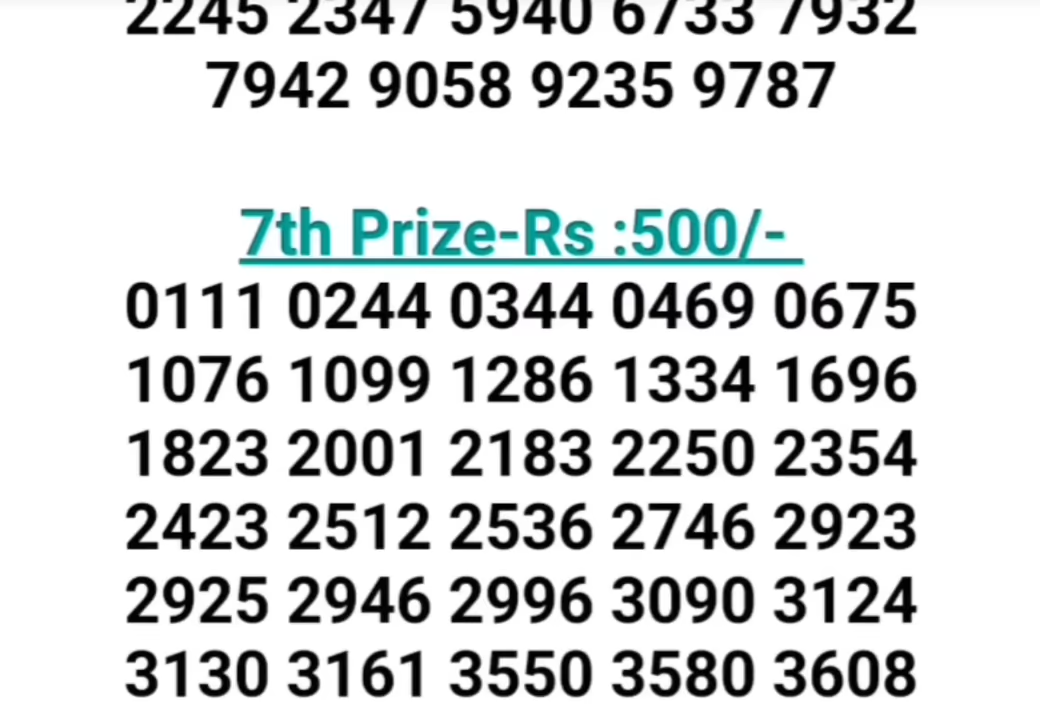 2245 2347 5940 6733 7932
7942 9058 9235 9787
7th Prize-Rs :500/-
0111 0244 0344 0469 0675
1076 1099 1286 1334 1696
1823 2001 2183 2250 2354
2423 2512 2536 2746 2923
2925 2946 2996 3090 3124
3130 3161 3550 3580 3608